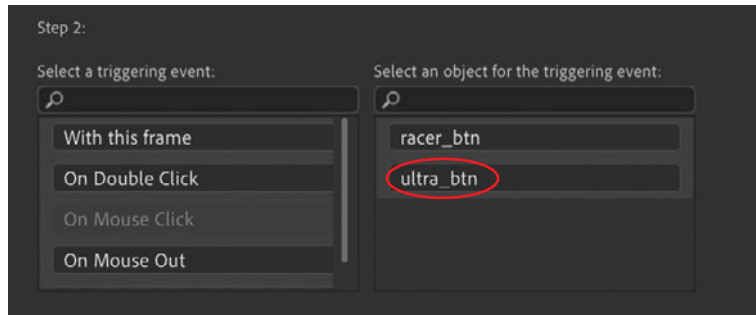 Step 2:
Select a triggering event:
Select an object for the triggering event:
With this frame
racer_btn
On Double Click
ultra_btn
On Mouse Click
On Mouse Out